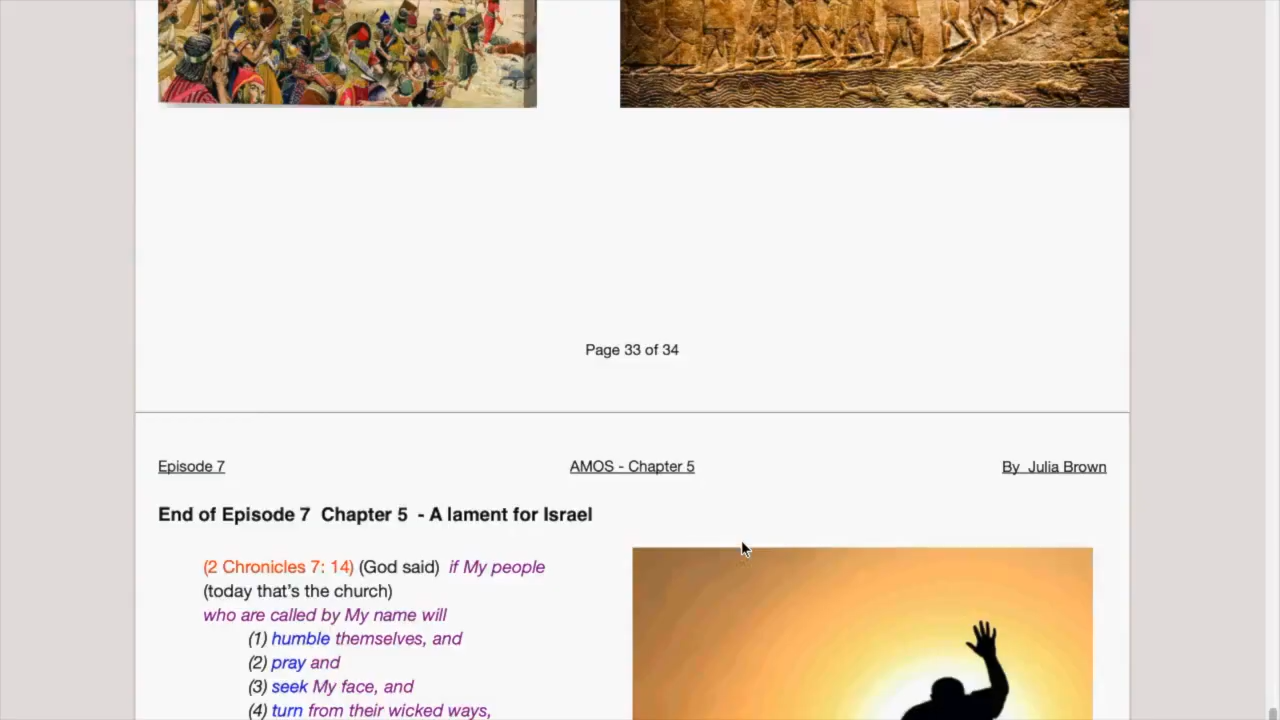 Page 33 of 34
Episode 7 AMOS - Chapter 5 By Julia Brown
End of Episode 7 Chapter 5 - A lament for Israel
(2 Chronicles 7: 14) (God said) if My people
(today that's the church)
who are called by My name will
(1) humble themselves, and
(2) pray and
(3) seek My face, and
(4) turn from their wicked ways,